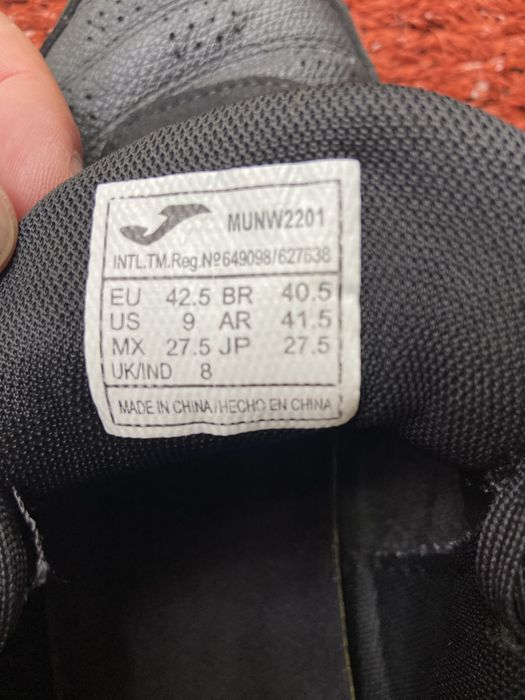 MUNW2201
INTL.TM.Reg.Nº649098/627638
EU 42.5 BR 40.5
US 9 AR 41.5
MX 27.5 JP 27.5
UK/IND 8
MADE IN CHINA/HECHO EN CHINA